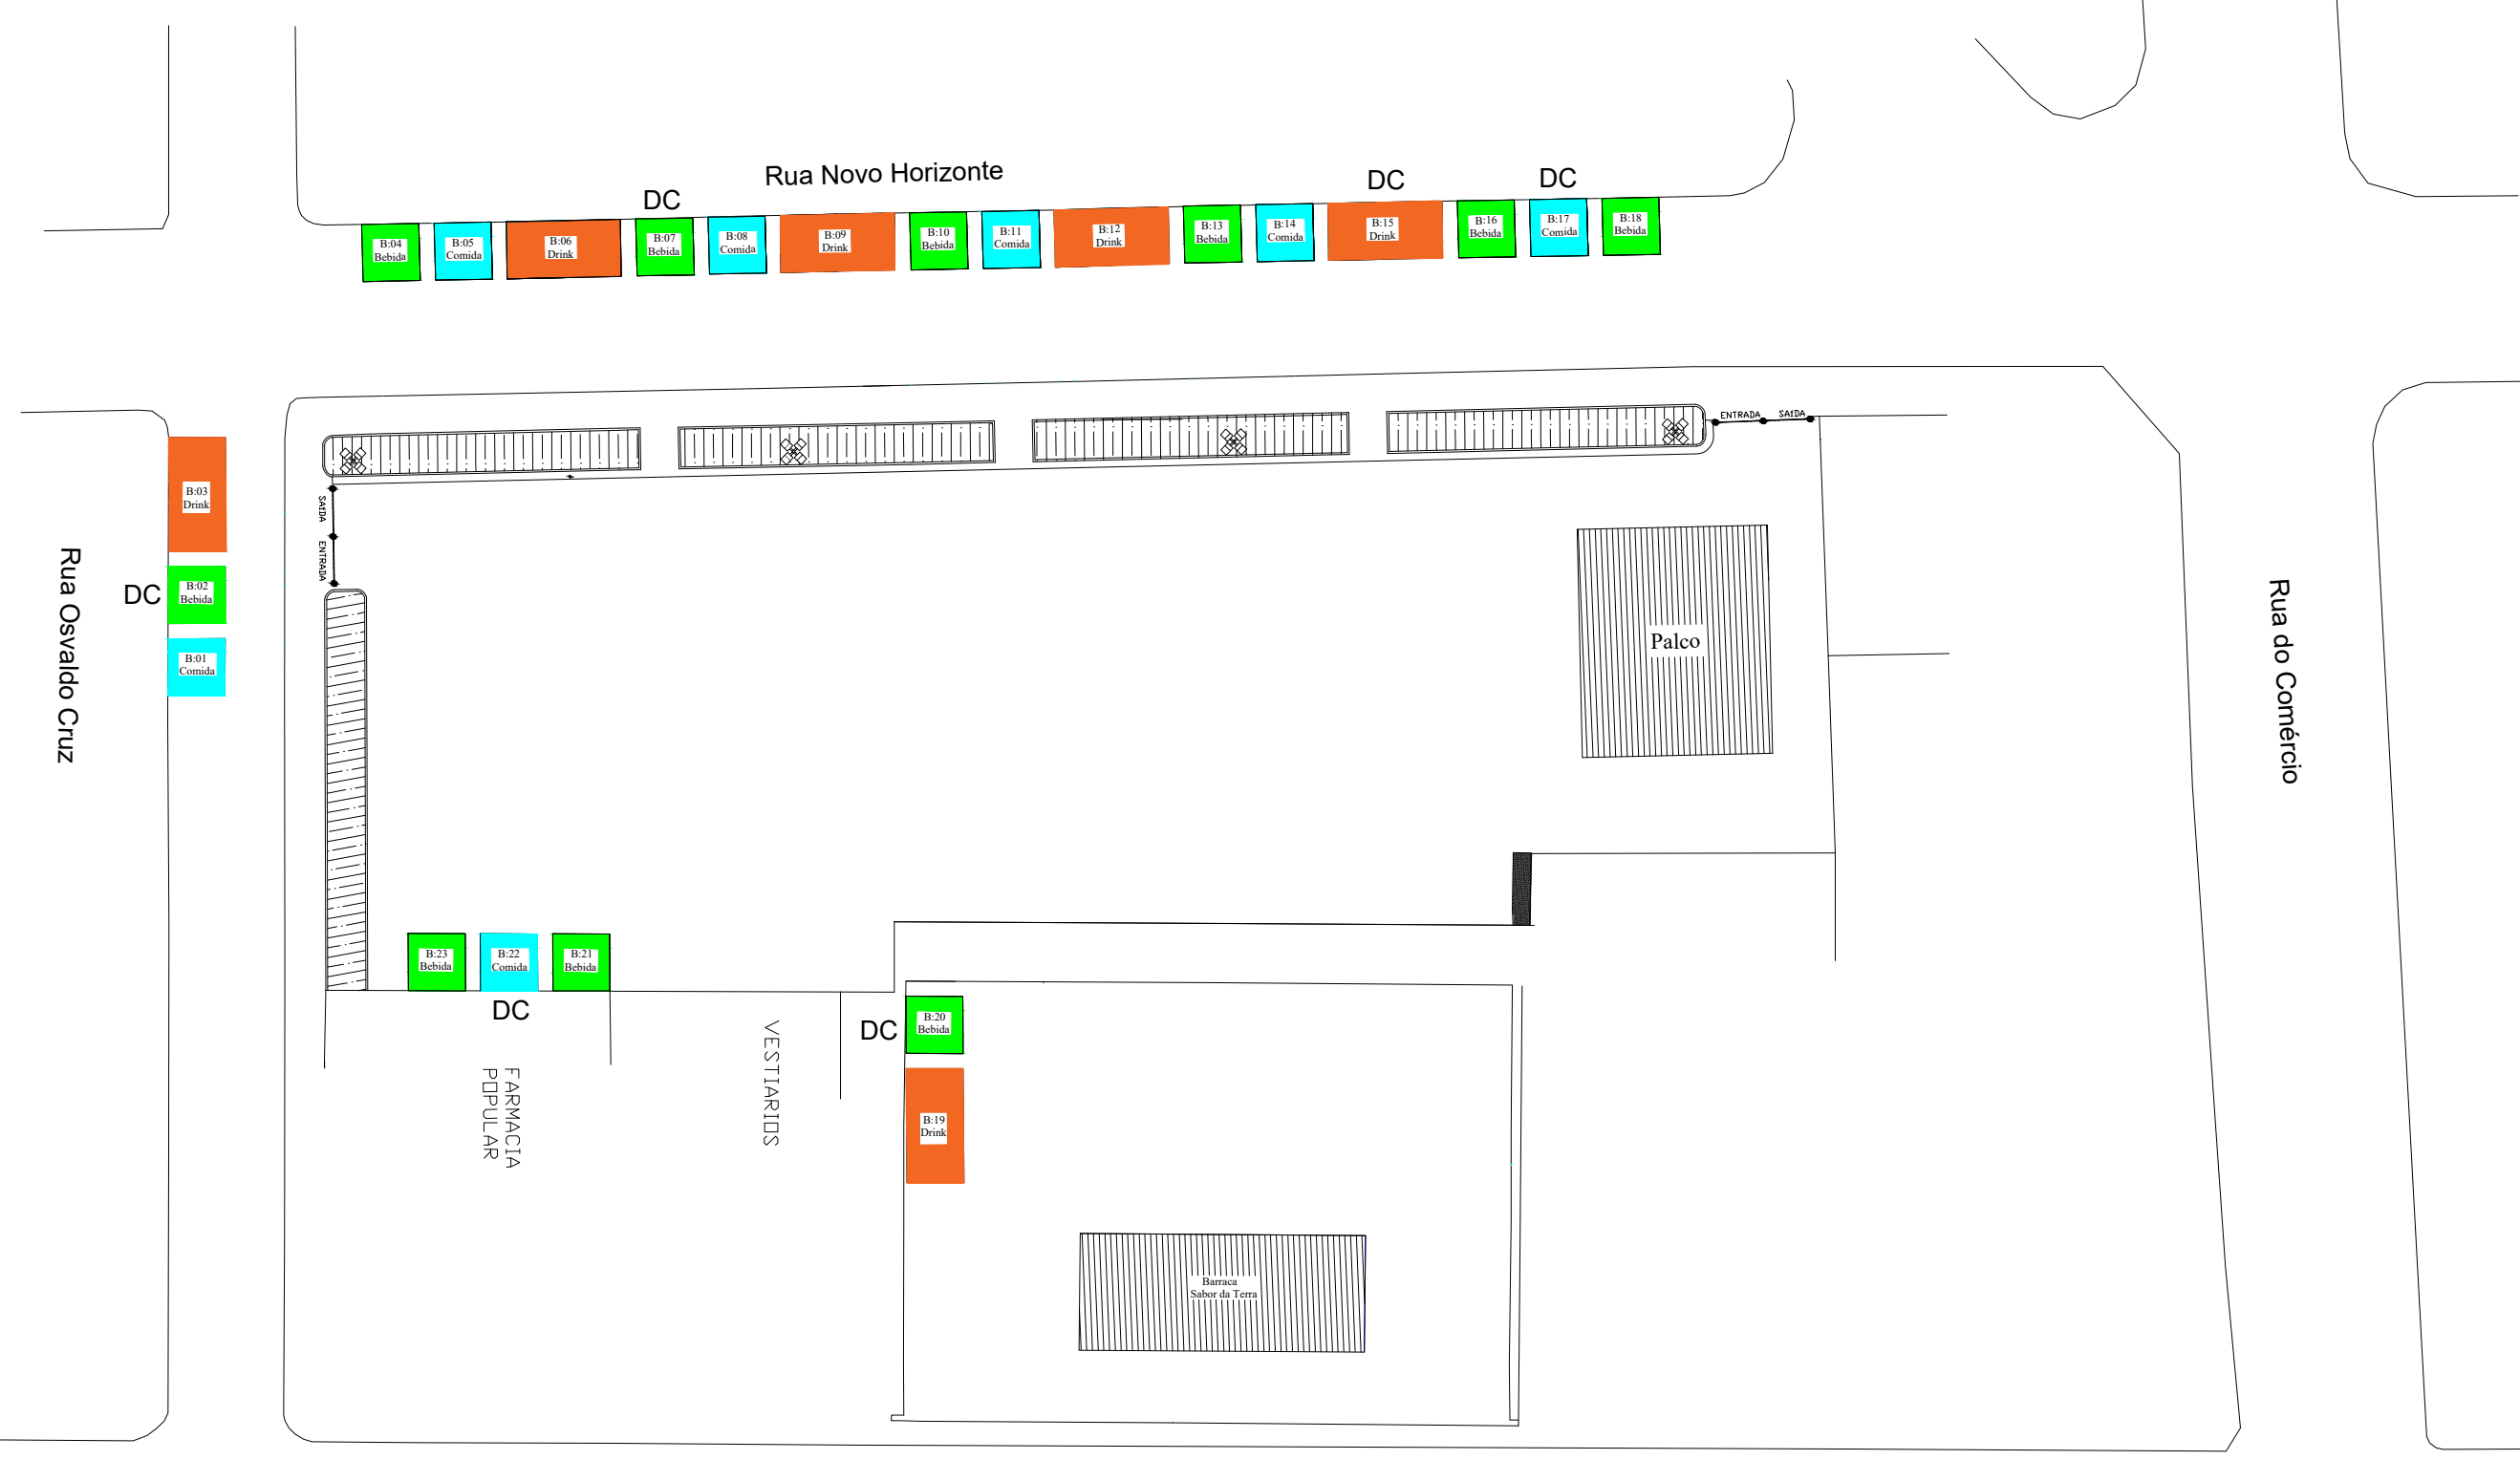 Rua Novo Horizonte
DC
DC
DC
B:04
Bebida
B:05
Comida
B:06
Drink
B:07
Bebida
B:08
Comida
B:09
Drink
B:10
Bebida
B:11
Comida
B:12
Drink
B:13
Bebida
B:14
Comida
B:15
Drink
B:16
Bebida
B:17
Comida
B:18
Bebida
ENTRADA
SAÍDA
SAÍDA
ENTRADA
B:03
Drink
DC
B:02
Bebida
B:01
Comida
Rua Osvaldo Cruz
Palco
Rua do Comércio
B:23
Bebida
B:22
Comida
B:21
Bebida
DC
FARMACIA
POPULAR
VESTIARIOS
DC
B:20
Bebida
B:19
Drink
Barraca
Sabor da Terra